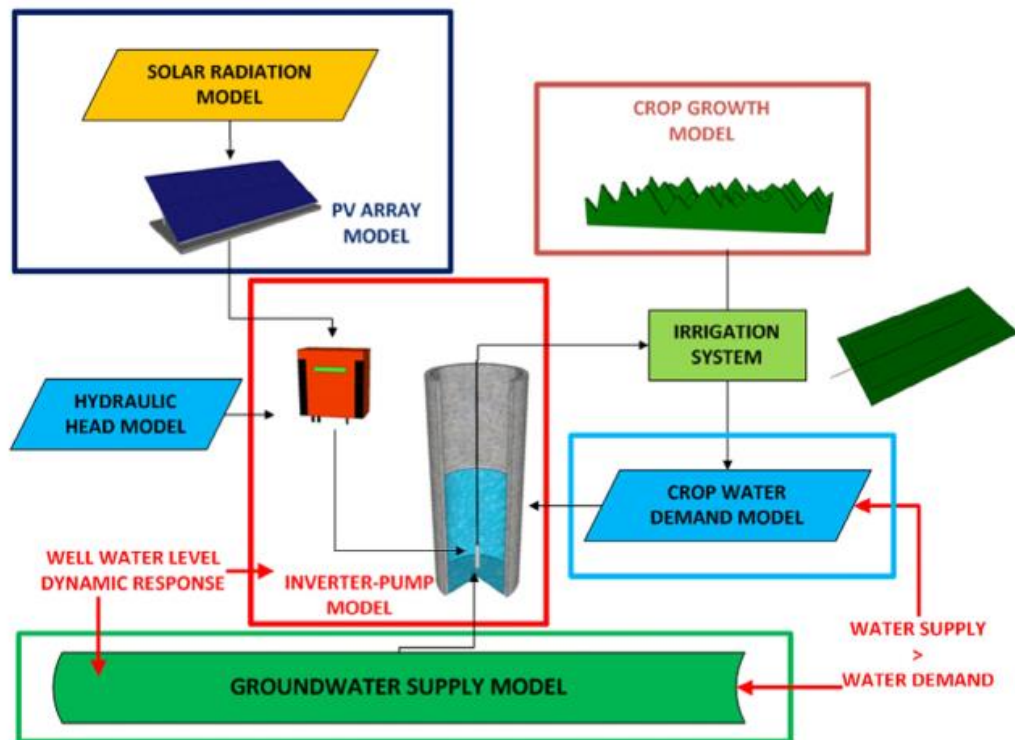 SOLAR RADIATION
MODEL
PV ARRAY
MODEL
CROP GROWTH
MODEL
IRRIGATION
SYSTEM
HYDRAULIC
HEAD MODEL
CROP WATER
DEMAND MODEL
WELL WATER LEVEL
DYNAMIC RESPONSE
INVERTER-PUMP
MODEL
WATER SUPPLY
>
WATER DEMAND
GROUNDWATER SUPPLY MODEL